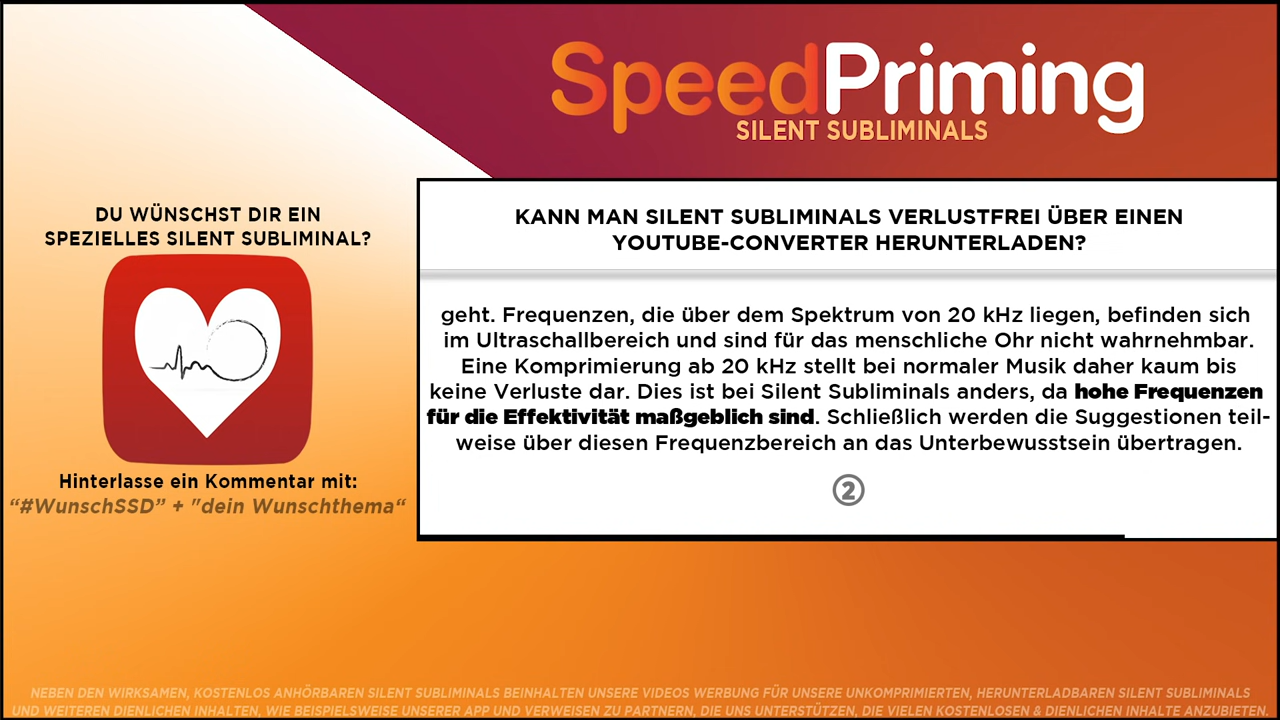 SpeedPriming
SILENT SUBLIMINALS
DU WÜNSCHST DIR EIN
SPEZIELLES SILENT SUBLIMINAL?
Hinterlasse ein Kommentar mit:
“#WunschSSD” + "dein Wunschthema“
KANN MAN SILENT SUBLIMINALS VERLUSTFREI ÜBER EINEN
YOUTUBE-CONVERTER HERUNTERLADEN?
geht. Frequenzen, die über dem Spektrum von 20 kHz liegen, befinden sich
im Ultraschallbereich und sind für das menschliche Ohr nicht wahrnehmbar.
Eine Komprimierung ab 20 kHz stellt bei normaler Musik daher kaum bis
keine Verluste dar. Dies ist bei Silent Subliminals anders, da hohe Frequenzen
für die Effektivität maßgeblich sind. Schließlich werden die Suggestionen teil-
weise über diesen Frequenzbereich an das Unterbewusstsein übertragen.
2
NEBEN DEN WIRKSAMEN, KOSTENLOS ANHÖRBAREN SILENT SUBLIMINALS BEINHALTEN UNSERE VIDEOS WERBUNG FÜR UNSERE UNKOMPRIMIERTEN, HERUNTERLADBAREN SILENT SUBLIMINALS
UND WEITEREN DIENLICHEN INHALTEN, WIE BEISPIELSWEISE UNSERER APP UND VERWEISEN ZU PARTNERN, DIE UNS UNTERSTÜTZEN, DIE VIELEN KOSTENLOSEN & DIENLICHEN INHALTE ANZUBIETEN.